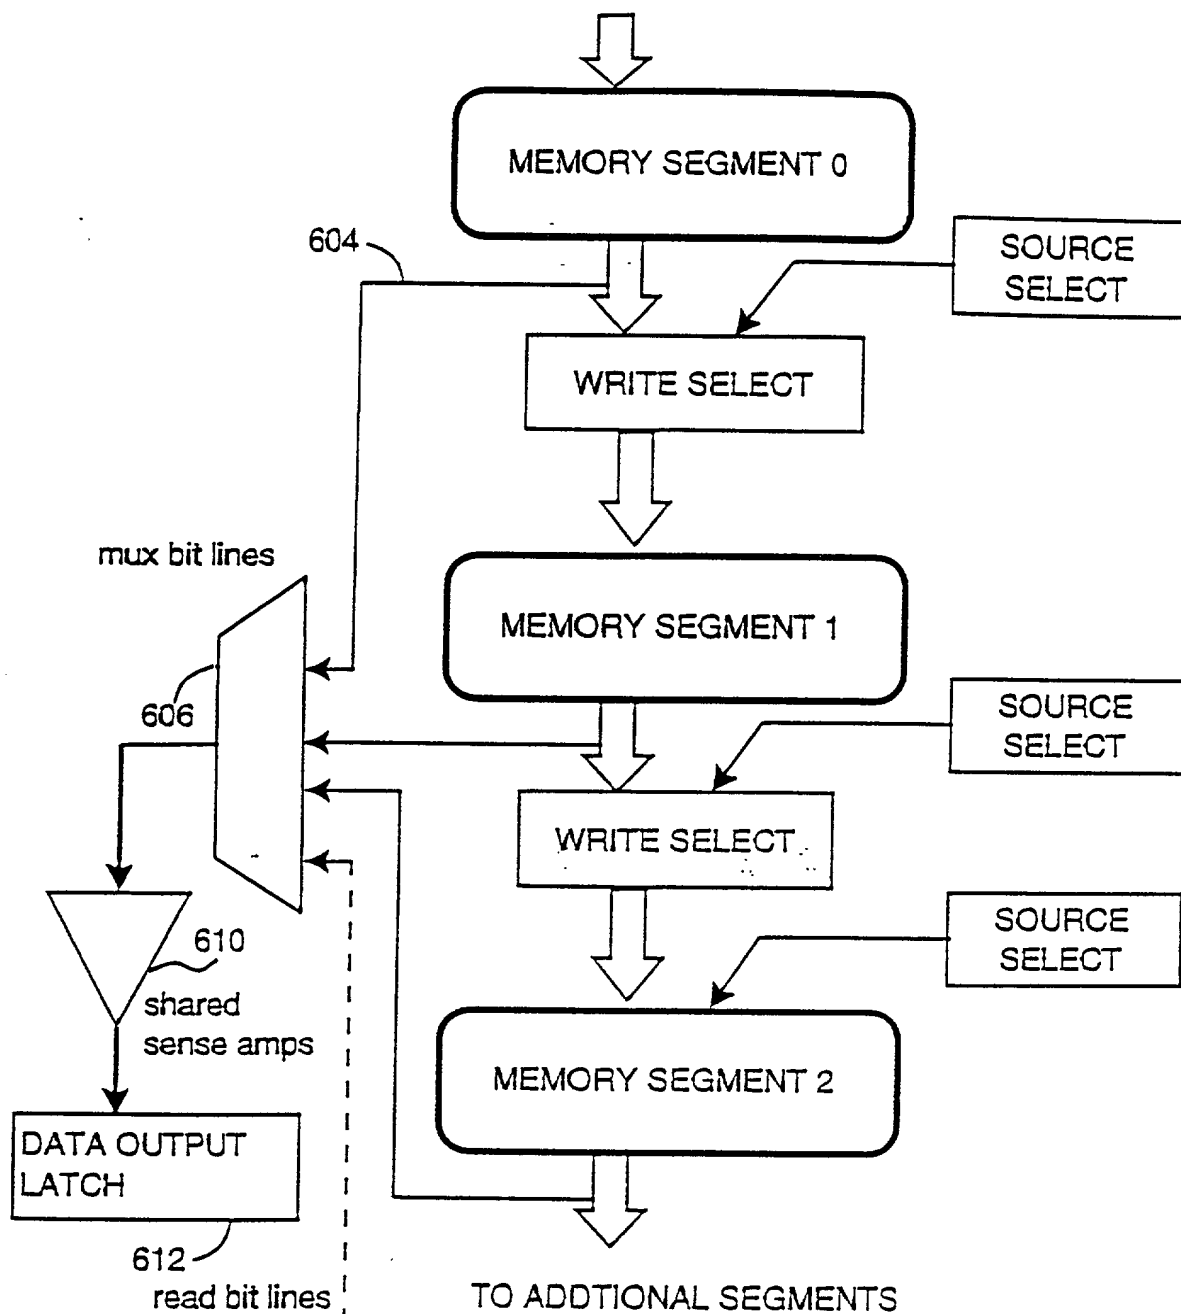 MEMORY SEGMENT 0
604
SOURCE
SELECT
WRITE SELECT
mux bit lines
MEMORY SEGMENT 1
606
SOURCE
SELECT
WRITE SELECT
SOURCE
SELECT
610
shared
sense amps
MEMORY SEGMENT 2
DATA OUTPUT
LATCH
612
read bit lines
TO ADDTIONAL SEGMENTS